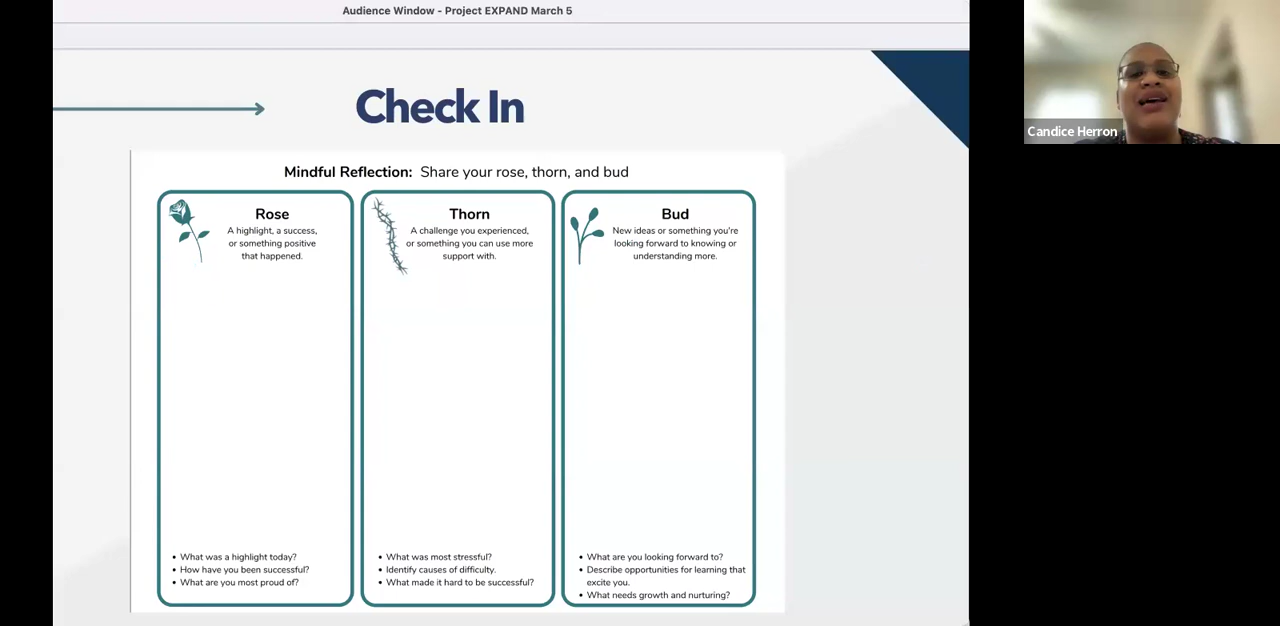 Audience Window - Project EXPAND March 5
Check In
Mindful Reflection: Share your rose, thorn, and bud
Rose
A highlight, a success,
or something positive
that happened.
• What was a highlight today?
• How have you been successful?
• What are you most proud of?
Thorn
A challenge you experienced,
or something you can use more
support with.
• What was most stressful?
• Identify causes of difficulty.
• What made it hard to be successful?
Bud
New ideas or something you're
looking forward to knowing or
understanding more.
• What are you looking forward to?
• Describe opportunities for learning that
excite you.
• What needs growth and nurturing?
Candice Herron